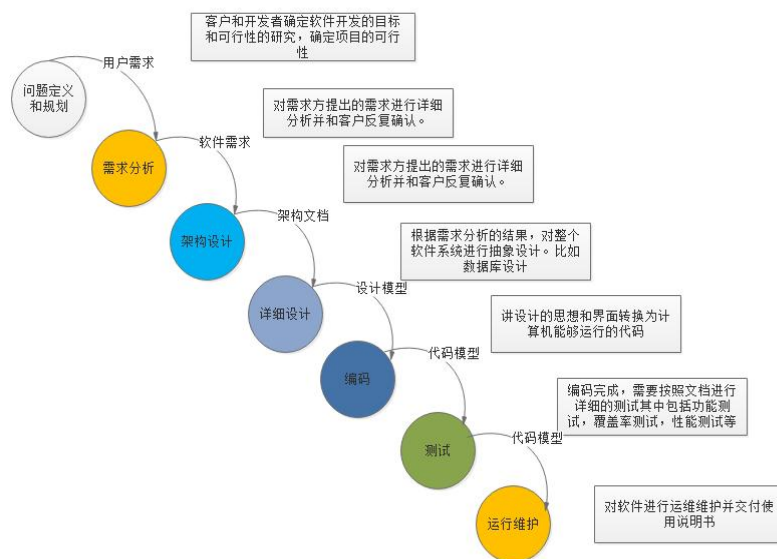 客户和开发者确定软件开发的目标
和可行性的研究，确定项目的可行
性
用户需求
问题定义
和规划
对需求方提出的需求进行详细
分析并和客户反复确认。
软件需求
需求分析
对需求方提出的需求进行详细
分析并和客户反复确认。
架构文档
架构设计
根据需求分析的结果，对整个
软件系统进行抽象设计。比如
数据库设计
设计模型
详细设计
讲设计的思想和界面转换为计
算机能够运行的代码
代码模型
编码
编码完成，需要按照文档进行
详细的测试其中包括功能测
试，覆盖率测试，性能测试等
代码模型
测试
对软件进行运维维护并交付使
用说明书
运行维护